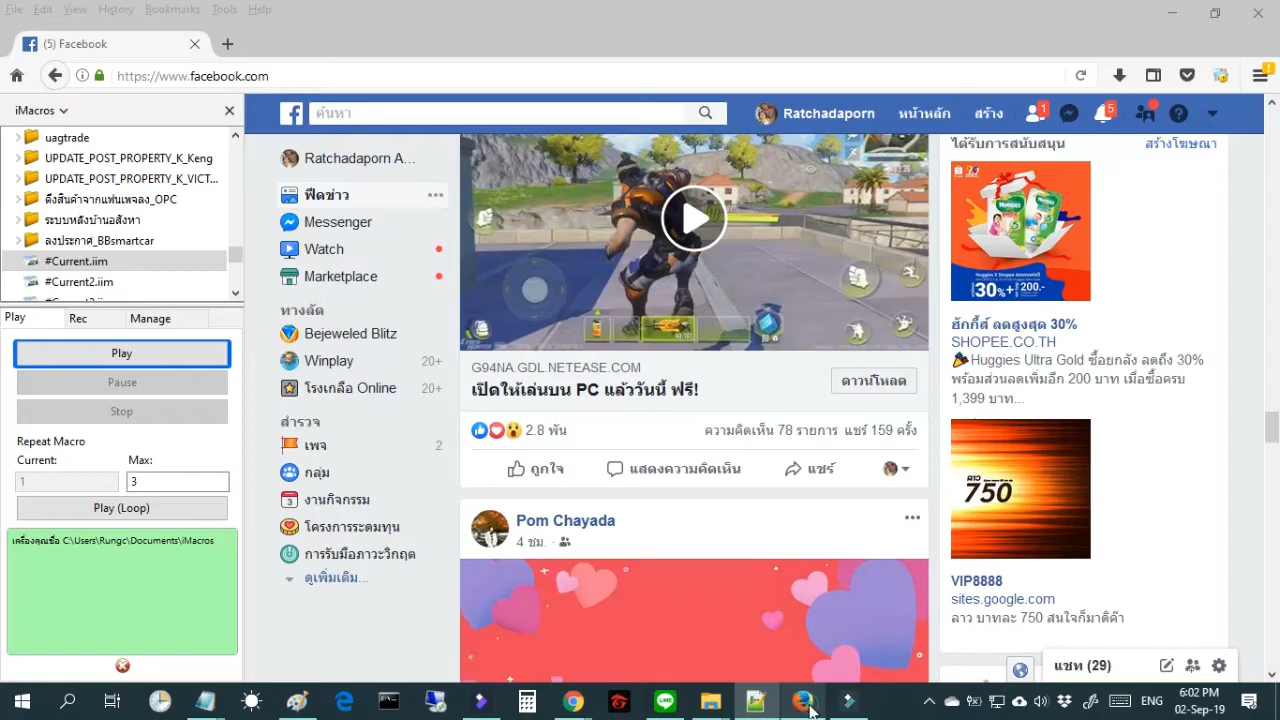 File Edit View History Bookmarks Tools Help
(5) Facebook
https://www.facebook.com
iMacros
uagtrade
UPDATE_POST_PROPERTY_K_Keng
UPDATE_POST_PROPERTY_K_VICT...
ดึงสินค้าจากแฟนเพจลง_OPC
ระบบหลังบ้านอสังหา
ลงประกาศ_BBsmartcar
#Current.iim
#Current2.iim
Play Rec Manage
Play
Pause
Stop
Repeat Macro
Current: Max:
1 3
Play (Loop)
เครื่องคุณชื่อ C:\Users\Rungc\Documents\iMacros
ค้นหา
Ratchadaporn หน้าหลัก สร้าง 1 5
Ratchadaporn A...
ฟีดข่าว
Messenger
Watch
Marketplace
ทางลัด
Bejeweled Blitz
Winplay 20+
โรงเกลือ Online 20+
สำรวจ
เพจ 2
กลุ่ม
งานกิจกรรม
โครงการระดมทุน
การรับมือภาวะวิกฤต
ดูเพิ่มเติม...
G94NA.GDL.NETEASE.COM
เปิดให้เล่นบน PC แล้ววันนี้ ฟรี!
ดาวน์โหลด
2.8 พัน ความคิดเห็น 78 รายการ แชร์ 159 ครั้ง
ถูกใจ แสดงความคิดเห็น แชร์
Pom Chayada
4 ชม.
ได้รับการสนับสนุน สร้างโฆษณา
Huggies
30%+ 200.-
ฮักกี้ส์ ลดสูงสุด 30%
SHOPEE.CO.TH
Huggies Ultra Gold ซื้อยกลัง ลดถึง 30%
พร้อมส่วนลดเพิ่มอีก 200 บาท เมื่อซื้อครบ
1,399 บาท...
ลาว 750
VIP8888
sites.google.com
ลาว บาทละ 750 สนใจก็มาติค้า
แชท (29)
ENG
6:02 PM
02-Sep-19